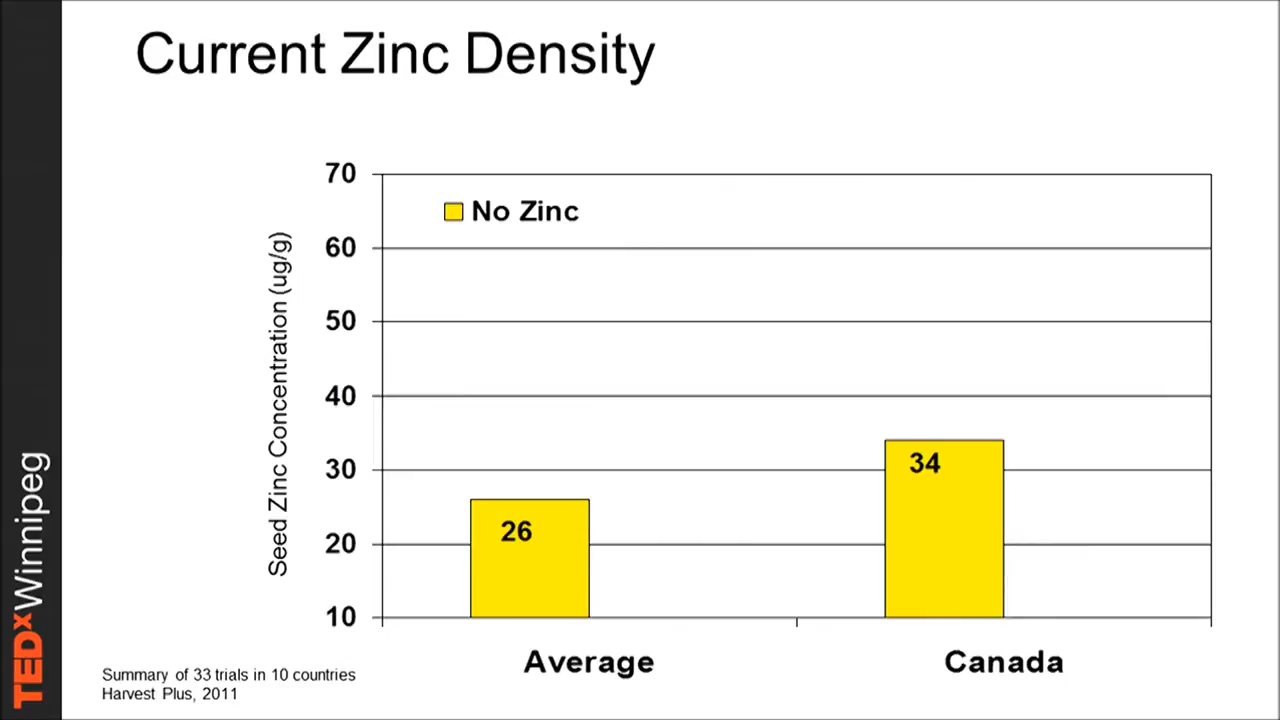 Current Zinc Density
70
No Zinc
60
50
40
30
20
10
Seed Zinc Concentration (ug/g)
26
34
Average
Canada
Summary of 33 trials in 10 countries
Harvest Plus, 2011
TEDxWinnipeg